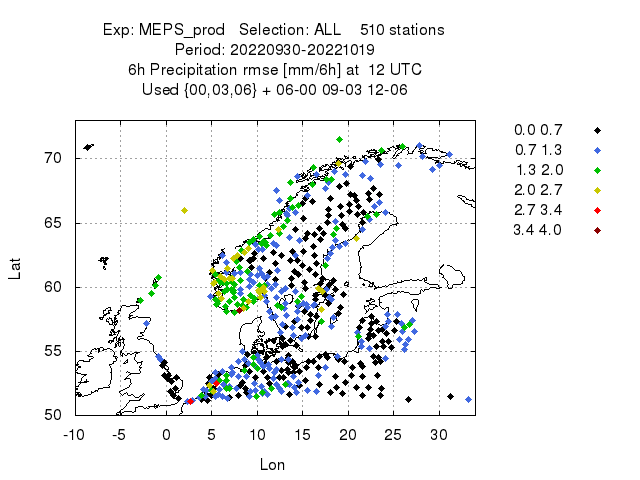 Exp: MEPS_prod   Selection: ALL    510 stations
Period: 20220930-20221019
6h Precipitation rmse [mm/6h] at  12 UTC
Used {00,03,06} + 06-00 09-03 12-06
0.0 0.7
0.7 1.3
1.3 2.0
2.0 2.7
2.7 3.4
3.4 4.0
Lat
70
65
60
55
50
-10 -5 0 5 10 15 20 25 30
Lon